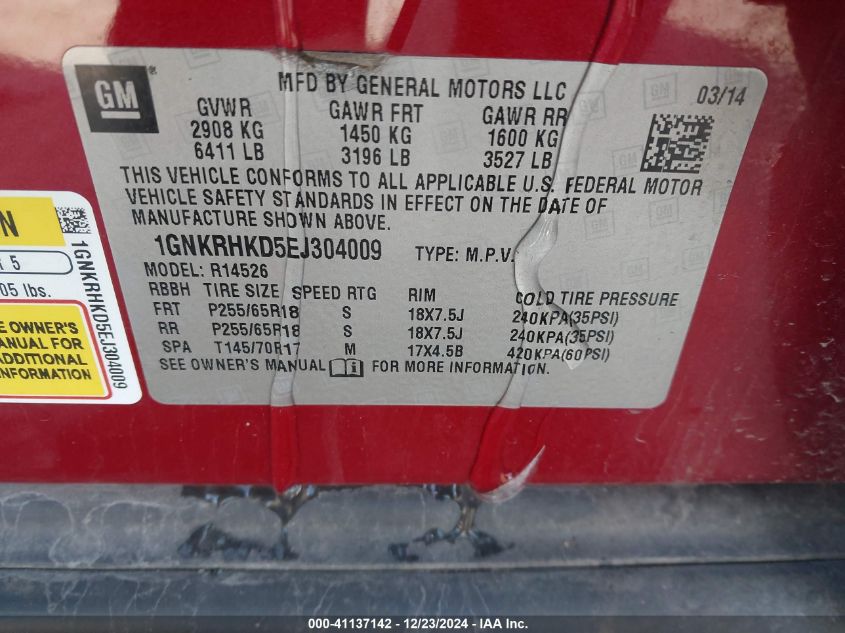 GM
MFD BY GENERAL MOTORS LLC
03/14
GVWR GAWR FRT GAWR RR
2908 KG 1450 KG 1600 KG
6411 LB 3196 LB 3527 LB
THIS VEHICLE CONFORMS TO ALL APPLICABLE U.S. FEDERAL MOTOR
VEHICLE SAFETY STANDARDS IN EFFECT ON THE DATE OF
MANUFACTURE SHOWN ABOVE.
1GNKRHKD5EJ304009 TYPE: M.P.V.
MODEL: R14526
RBBH TIRE SIZE SPEED RTG RIM COLD TIRE PRESSURE
FRT P255/65R18 S 18X7.5J 240KPA(35PSI)
RR P255/65R18 S 18X7.5J 240KPA(35PSI)
SPA T145/70R17 M 17X4.5B 420KPA(60PSI)
SEE OWNER'S MANUAL FOR MORE INFORMATION.
N
5
05 lbs.
E OWNER'S
ANUAL FOR
ADDITIONAL
INFORMATION
1GNKRHKD5EJ304009
000-41137142 - 12/23/2024 - © IAA, Inc.